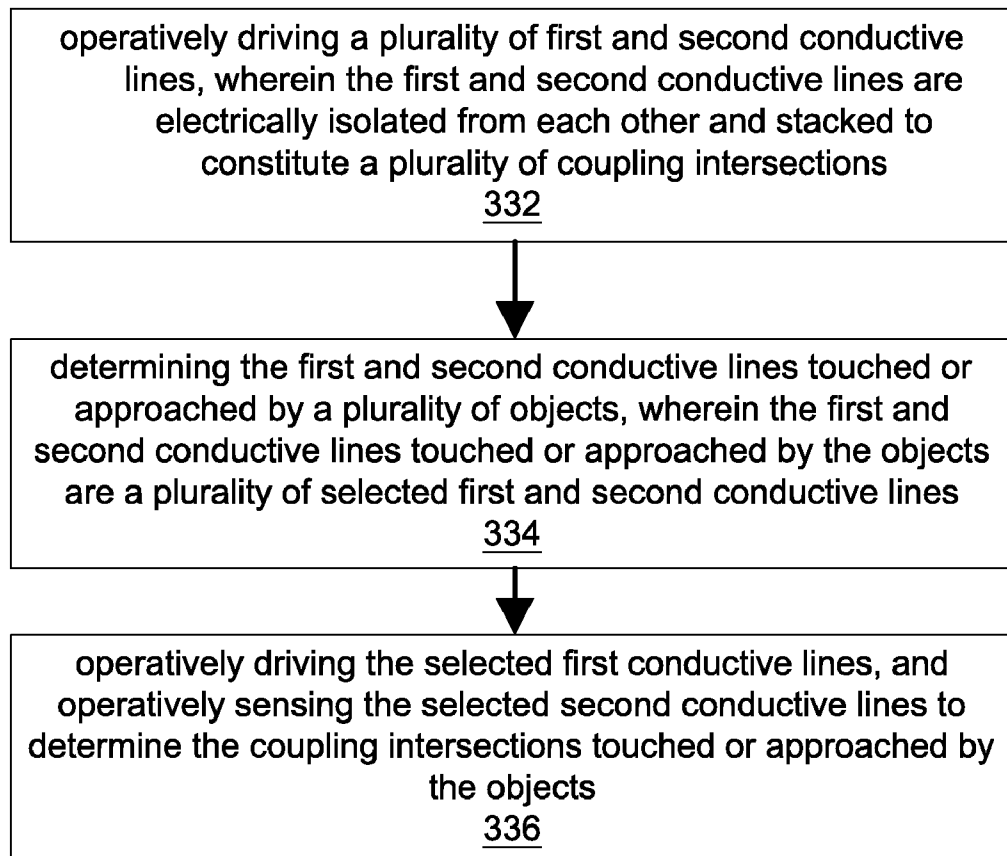 operatively driving a plurality of first and second conductive
lines, wherein the first and second conductive lines are
electrically isolated from each other and stacked to
constitute a plurality of coupling intersections
332
determining the first and second conductive lines touched or
approached by a plurality of objects, wherein the first and
second conductive lines touched or approached by the objects
are a plurality of selected first and second conductive lines
334
operatively driving the selected first conductive lines, and
operatively sensing the selected second conductive lines to
determine the coupling intersections touched or approached by
the objects
336